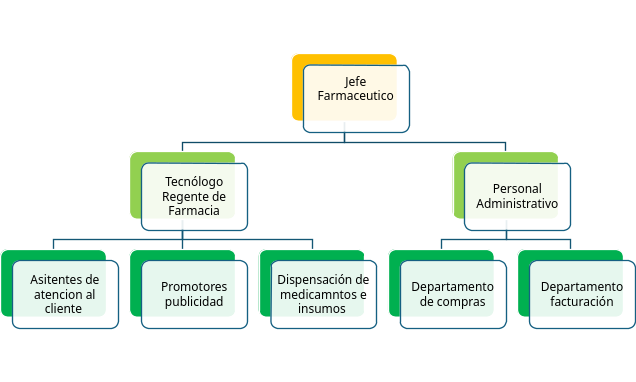 Jefe
Farmaceutico
Tecnólogo
Regente de
Farmacia
Personal
Administrativo
Asitentes de
atencion al
cliente
Promotores
publicidad
Dispensación de
medicamntos e
insumos
Departamento
de compras
Departamento
facturación